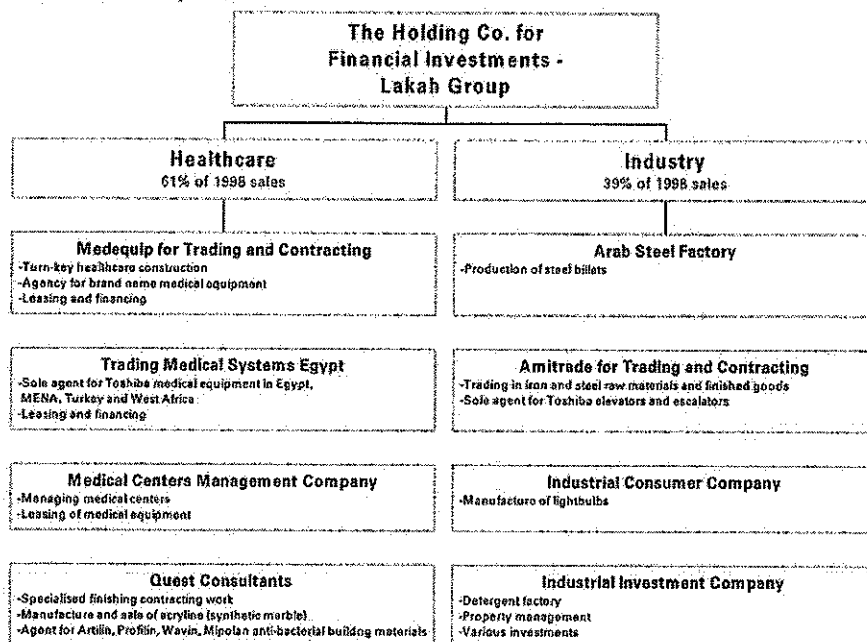 The Holding Co. for
Financial Investments -
Lakah Group
Healthcare
61% of 1998 sales
Industry
39% of 1998 sales
Medequip for Trading and Contracting
-Turn-key healthcare construction
-Agency for brand name medical equipment
-Leasing and financing
Arab Steel Factory
-Production of steel billets
Trading Medical Systems Egypt
-Sole agent for Toshiba medical equipment in Egypt,
MENA, Turkey and West Africa
-Leasing and financing
Amitrade for Trading and Contracting
-Trading in iron and steel raw materials and finished goods
-Sole agent for Toshiba elevators and escalators
Medical Centers Management Company
-Managing medical centers
-Leasing of medical equipment
Industrial Consumer Company
-Manufacture of lightbulbs
Quest Consultants
-Specialised finishing contracting work
-Manufacture and sale of acryline (synthetic marble)
-Agent for Artilin, Profilin, Wavin, Mipolan anti-bacterial building materials
Industrial Investment Company
-Detergent factory
-Property management
-Various investments